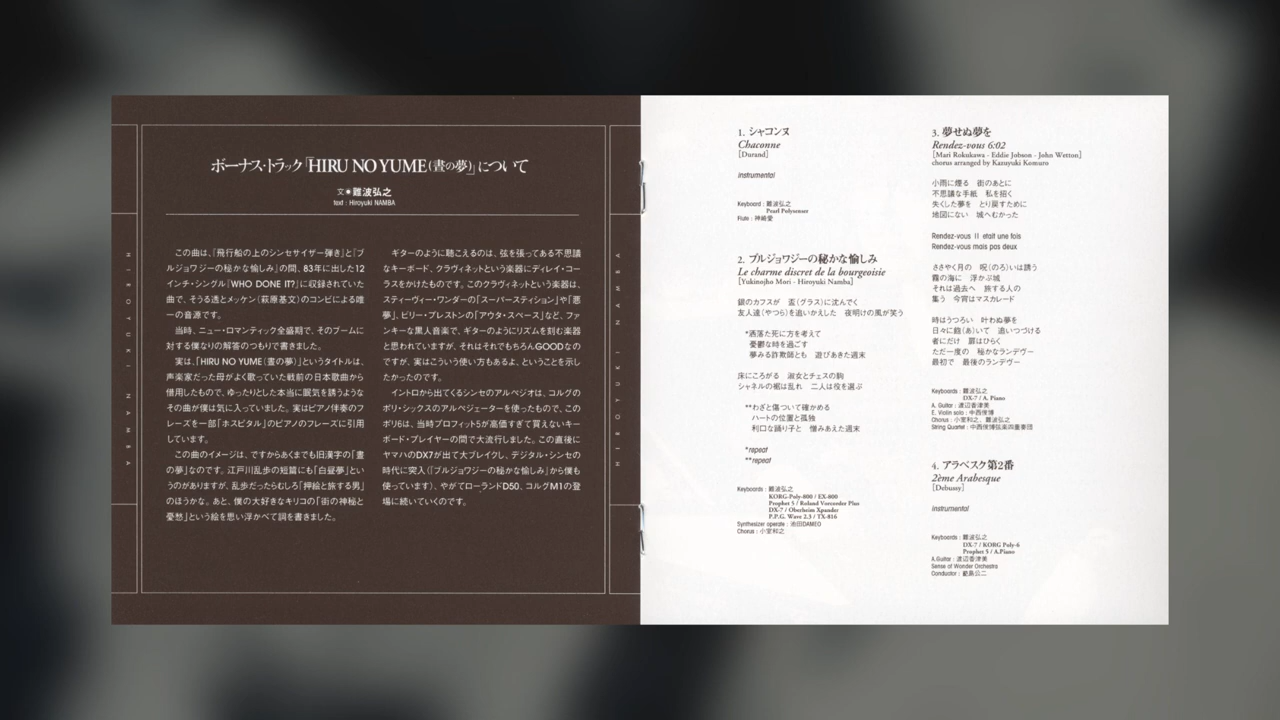 ボーナス・トラック「HIRU NO YUME(晝の夢)」について
文◉難波弘之
text : Hiroyuki NAMBA
この曲は、『飛行船の上のシンセサイザー弾き』と『ブ
ルジョワジーの秘かな愉しみ』の間、83年に出した12
インチ・シングル『WHO DONE IT?』に収録されていた
曲で、そうる透とメッケン(萩原基文)のコンビによる唯
一の音源です。
当時、ニュー・ロマンティック全盛期で、そのブームに
対する僕なりの解答のつもりで書きました。
実は、「HIRU NO YUME(晝の夢)」というタイトルは、
声楽家だった母がよく歌っていた戦前の日本歌曲から
借用したもので、ゆったりした本当に眠気を誘うような
その曲が僕は気に入っていました。実はピアノ伴奏のフ
レーズを一部「ホスピス」のイントロのフレーズに引用
しています。
この曲のイメージは、ですからあくまでも旧漢字の「晝
の夢」なのです。江戸川乱歩の短篇にも「白昼夢」とい
うのがありますが、乱歩だったらむしろ「押絵と旅する男」
のほうかな。あと、僕の大好きなキリコの「街の神秘と
憂愁」という絵を思い浮かべて詞を書きました。
ギターのように聴こえるのは、弦を張ってある不思議
なキーボード、クラヴィネットという楽器にディレイ・コー
ラスをかけたものです。このクラヴィネットという楽器は、
スティーヴィー・ワンダーの「スーパースティション」や「悪
夢」、ビリー・プレストンの「アウタ・スペース」など、ファ
ンキーな黒人音楽で、ギターのようにリズムを刻む楽器
と思われていますが、それはそれでもちろんGOODなの
ですが、実はこういう使い方もあるよ、ということを示し
たかったのです。
イントロから出てくるシンセのアルペジオは、コルグの
ポリ・シックスのアルペジェーターを使ったもので、この
ポリ6は、当時プロフィット5が高価すぎて買えないキー
ボード・プレイヤーの間で大流行しました。この直後に
ヤマハのDX7が出て大ブレイクし、デジタル・シンセの
時代に突入(『ブルジョワジーの秘かな愉しみ』から僕も
使っています)、やがてローランドD50、コルグM1の登
場に続いていくのです。
HIROYUKI NAMBA
HIROYUKI NAMBA
1. シャコンヌ
Chaconne
[Durand]
instrumental
Keyboard : 難波弘之
Pearl Polysenser
Flute : 神崎愛
2. ブルジョワジーの秘かな愉しみ
Le charme discret de la bourgeoisie
[Yukinojho Mori - Hiroyuki Namba]
銀のカフスが 盃(グラス)に沈んでく
友人達(やつら)を追いかえした 夜明けの風が笑う
*洒落た死に方を考えて
憂鬱な時を過ごす
夢みる詐欺師とも 遊びあきた週末
床にころがる 淑女とチェスの駒
シャネルの裾は乱れ 二人は役を選ぶ
**わざと傷ついて確かめる
ハートの位置と孤独
利口な踊り子と 憎みあえた週末
*repeat
**repeat
Keyboards : 難波弘之
KORG-Poly-800 / EX-800
Prophet 5 / Roland Vorcorder Plus
DX-7 / Oberheim Xpander
P.P.G. Wave 2.3 / TX-816
Synthesizer operate : 池田DAMEO
Chorus : 小室和之
3. 夢せぬ夢を
Rendez-vous 6:02
[Mari Rokukawa - Eddie Jobson - John Wetton]
chorus arranged by Kazuyuki Komuro
小雨に煙る 街のあとに
不思議な手紙 私を招く
失くした夢を とり戻すために
地図にない 城へむかった
Rendez-vous Il etait une fois
Rendez-vous mais pas deux
ささやく月の 呪(のろ)いは誘う
霧の海に 浮かぶ城
それは過去へ 旅する人の
集う 今宵はマスカレード
時はうつろい 叶わぬ夢を
日々に飽(あ)いて 追いつづける
者にだけ 扉はひらく
ただ一度の 秘かなランデヴー
最初で 最後のランデヴー
Keyboards : 難波弘之
DX-7 / A. Piano
A. Guitar : 渡辺香津美
E. Violin solo : 中西俊博
Chorus : 小室和之、難波弘之
String Quartet : 中西俊博弦楽四重奏団
4. アラベスク第2番
2ème Arabesque
[Debussy]
instrumental
Keyboards : 難波弘之
DX-7 / KORG Poly-6
Prophet 5 / A.Piano
A.Guitar : 渡辺香津美
Sense of Wonder Orchestra
Conductor : 厳島公二